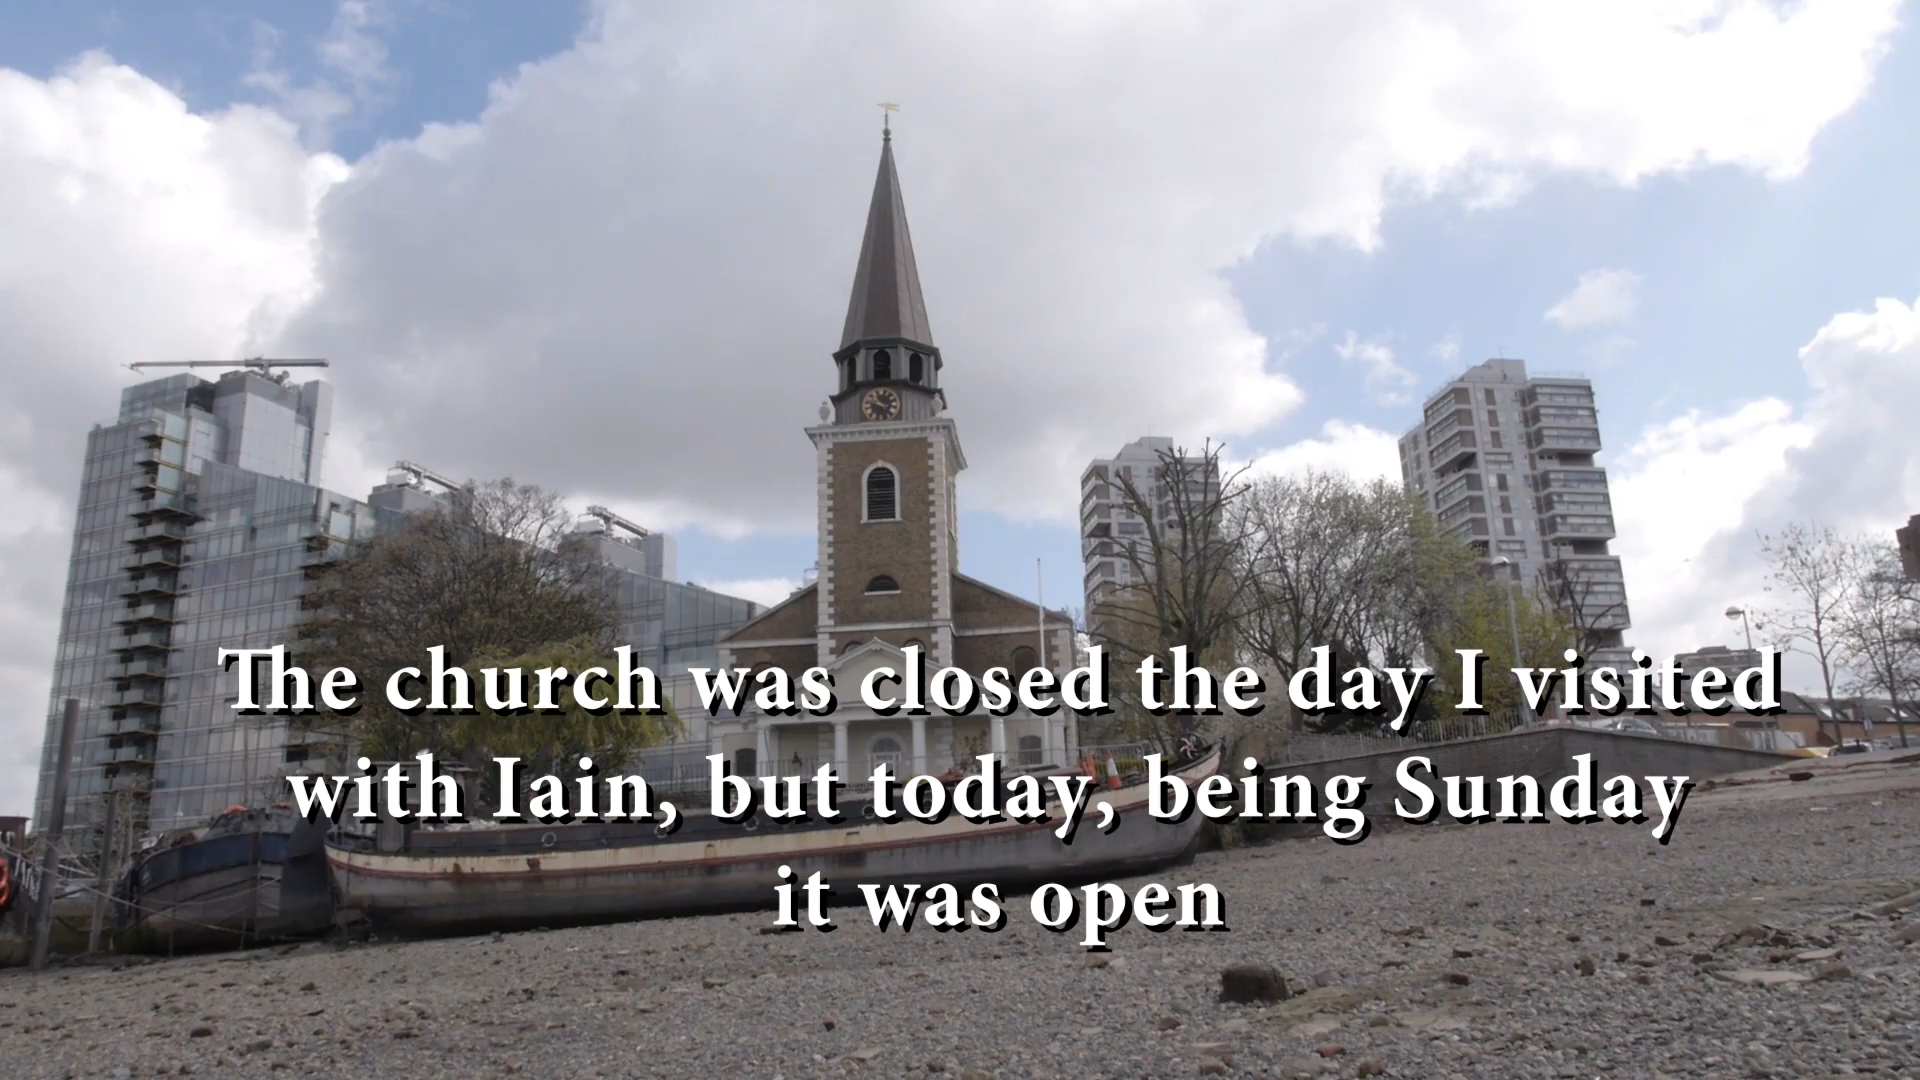 The church was closed the day I visited
with Iain, but today, being Sunday
it was open